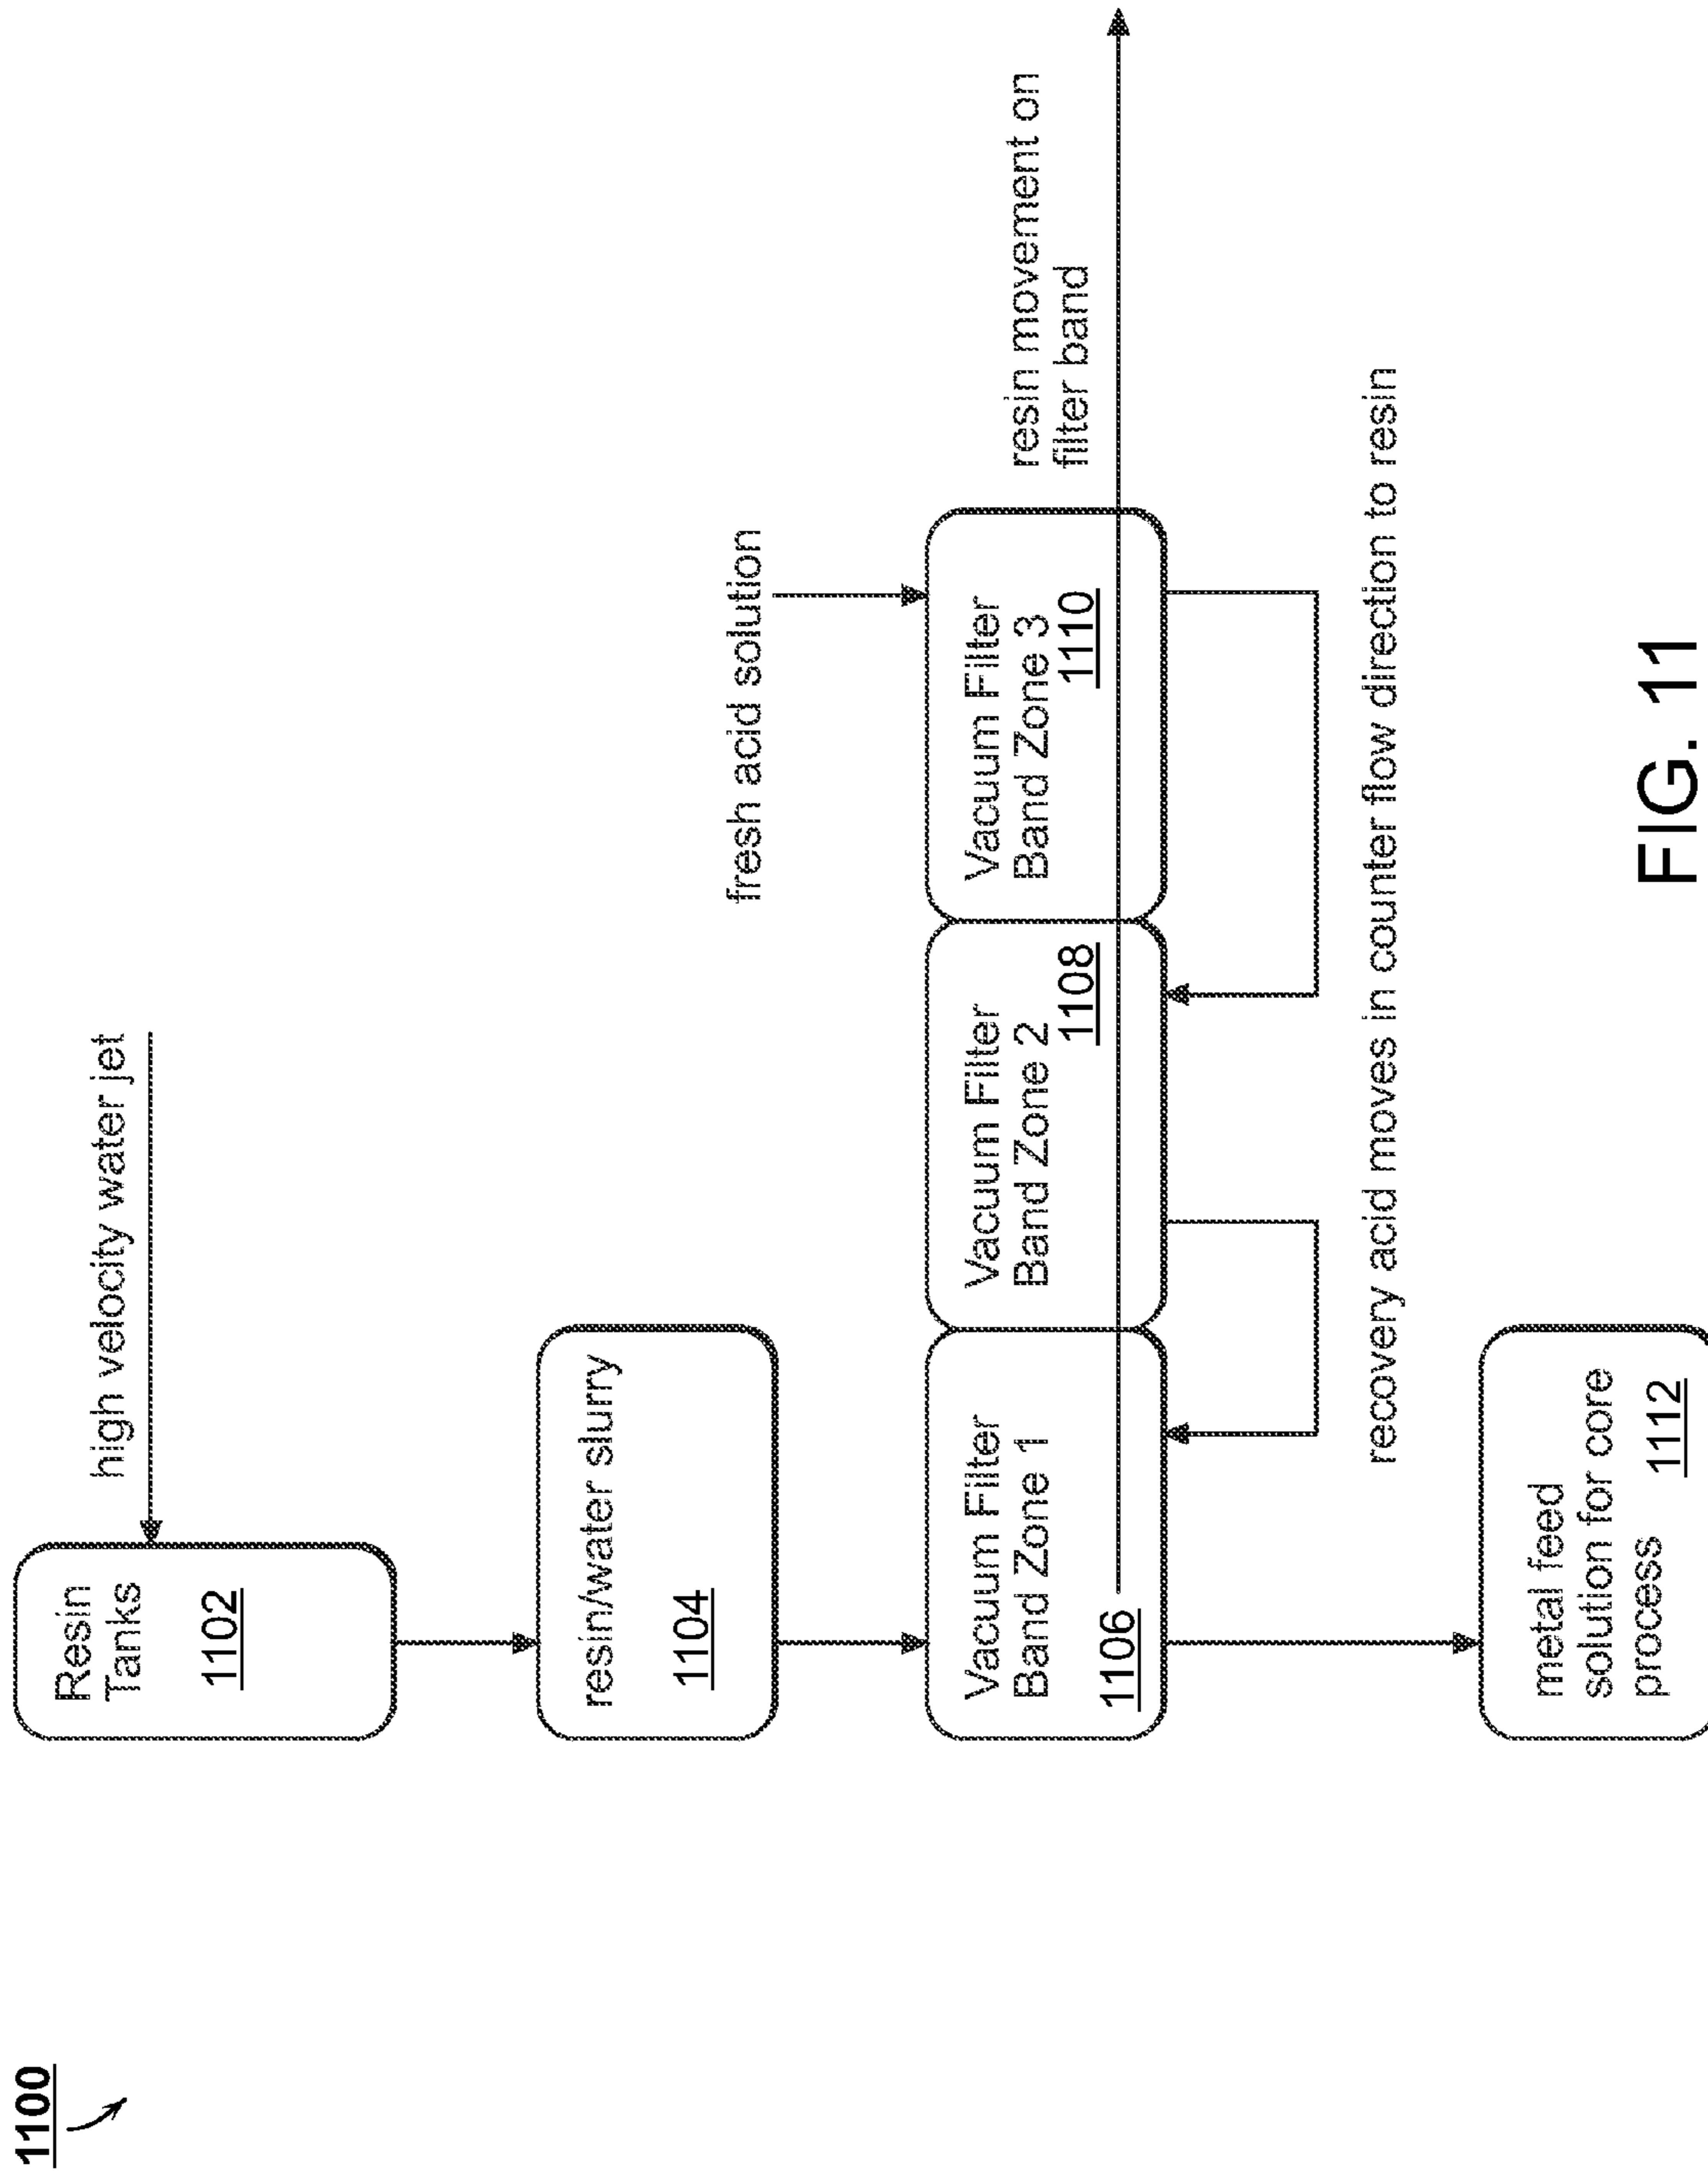 1100
high velocity water jet
Resin
Tanks
1102
resin/water slurry
1104
fresh acid solution
Vacuum Filter
Band Zone 1
1106
Vacuum Filter
Band Zone 2
1108
Vacuum Filter
Band Zone 3
1110
resin movement on
filter band
recovery acid moves in counter flow direction to resin
metal feed
solution for core
process 1112
FIG. 11